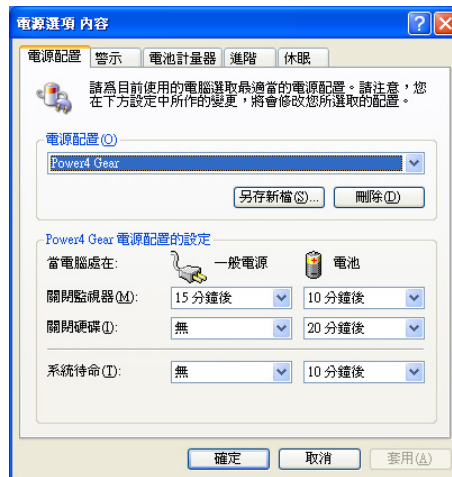 電源選項 內容
電源配置 警示 電池計量器 進階 休眠
請為目前使用的電腦選取最適當的電源配置。請注意，您
在下方設定中所作的變更，將會修改您所選取的配置。
電源配置(O)
Power4 Gear
另存新檔(S)... 刪除(D)
Power4 Gear 電源配置的設定
當電腦處在: 一般電源 電池
關閉監視器(M): 15 分鐘後 10 分鐘後
關閉硬碟(I): 無 20 分鐘後
系統待命(T): 無 10 分鐘後
確定 取消 套用(A)